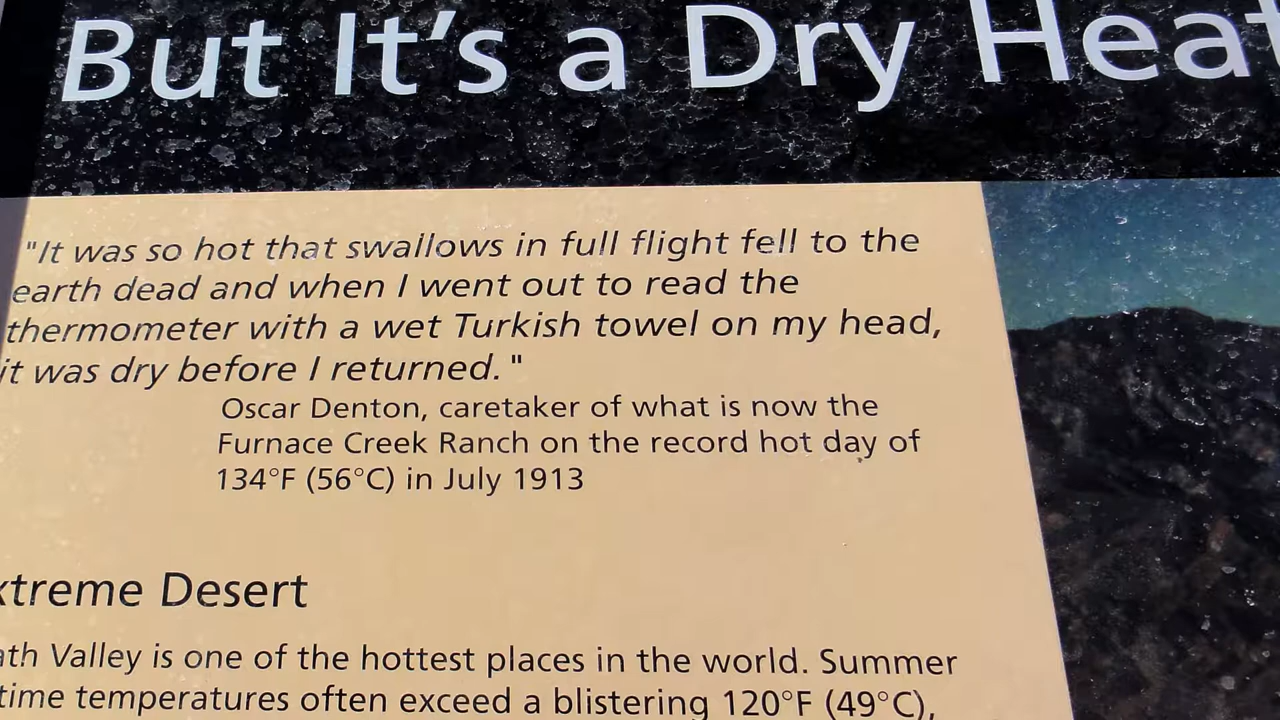 But It's a Dry Heat
"It was so hot that swallows in full flight fell to the
earth dead and when I went out to read the
thermometer with a wet Turkish towel on my head,
it was dry before I returned."
Oscar Denton, caretaker of what is now the
Furnace Creek Ranch on the record hot day of
134°F (56°C) in July 1913
xtreme Desert
ath Valley is one of the hottest places in the world. Summer
time temperatures often exceed a blistering 120°F (49°C),